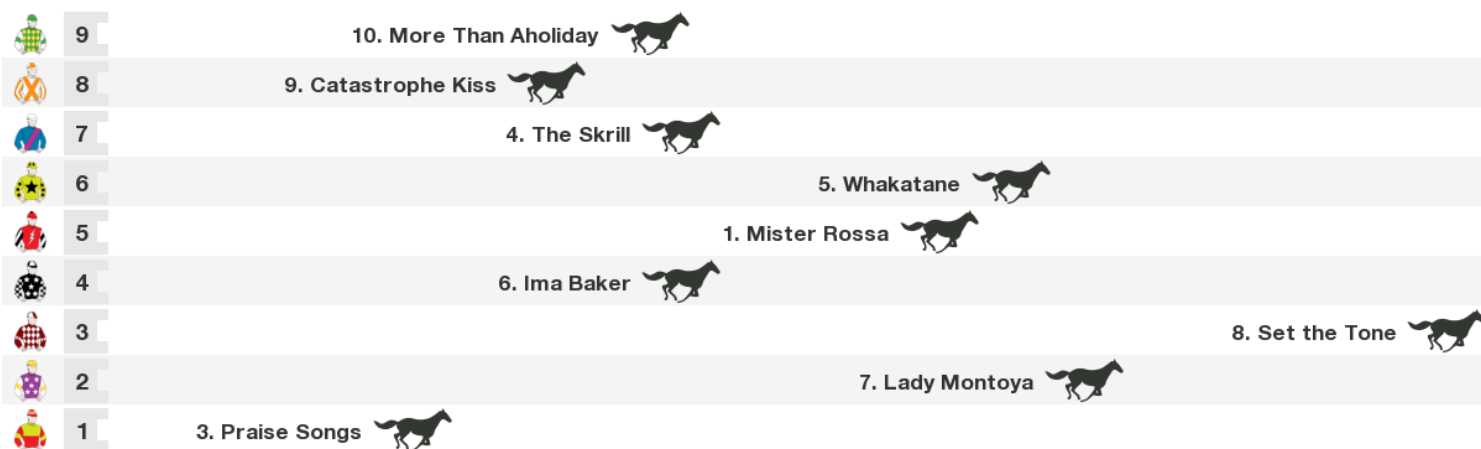 9 10. More Than Aholiday
8 9. Catastrophe Kiss
7 4. The Skrill
6 5. Whakatane
5 1. Mister Rossa
4 6. Ima Baker
3 8. Set the Tone
2 7. Lady Montoya
1 3. Praise Songs